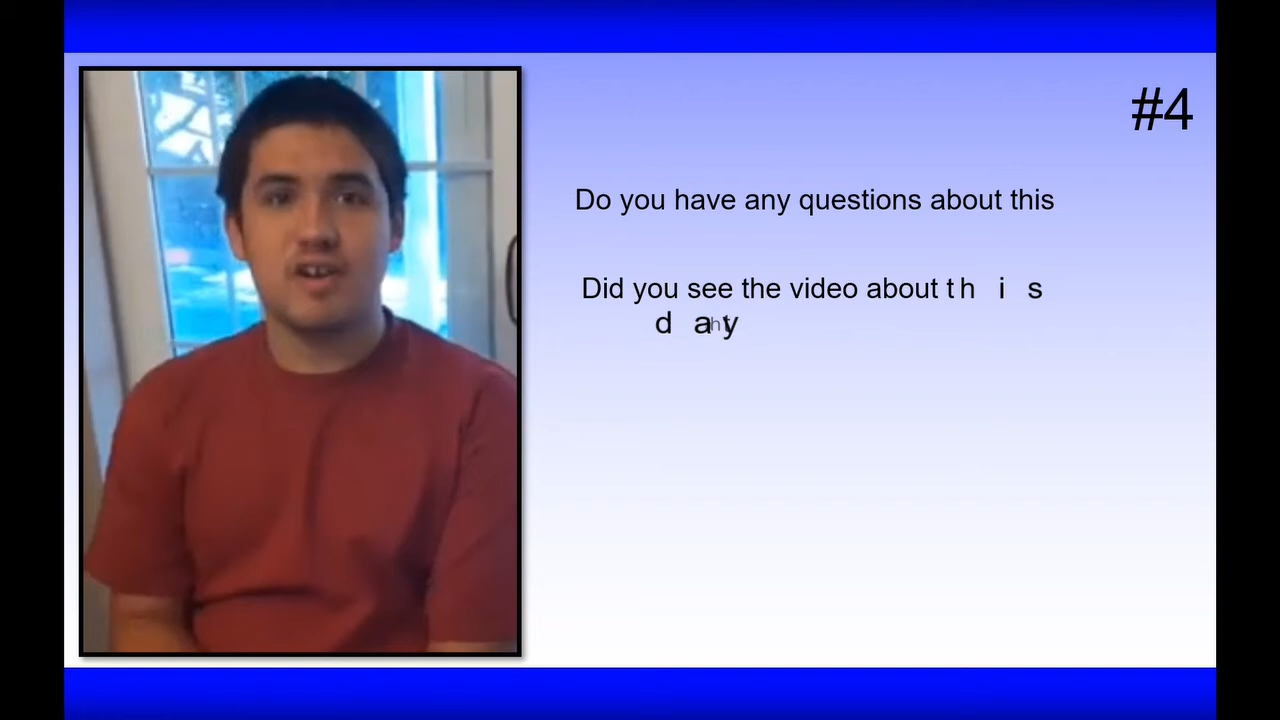 #4
Do you have any questions about this
Did you see the video about this
day